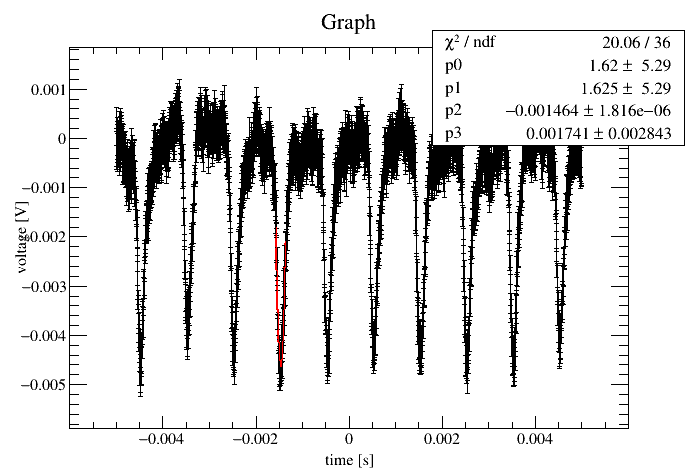 Graph
χ² / ndf 20.06 / 36
p0 1.62 ± 5.29
p1 1.625 ± 5.29
p2 −0.001464 ± 1.816e−06
p3 0.001741 ± 0.002843
0.001
0
−0.001
0.002
−0.003
−0.004
−0.005
voltage [V]
−0.004 −0.002 0 0.002 0.004
time [s]